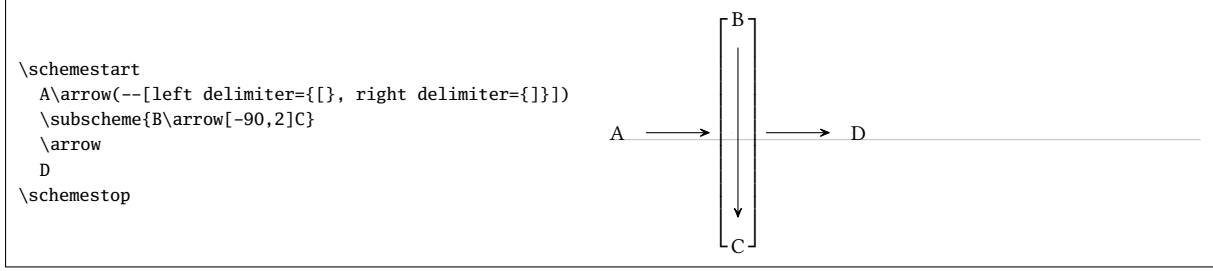 \schemestart
A\arrow(--[left delimiter={[}, right delimiter={]}])
\subscheme{B\arrow[-90,2]C}
\arrow
D
\schemestop
B
A
D
C